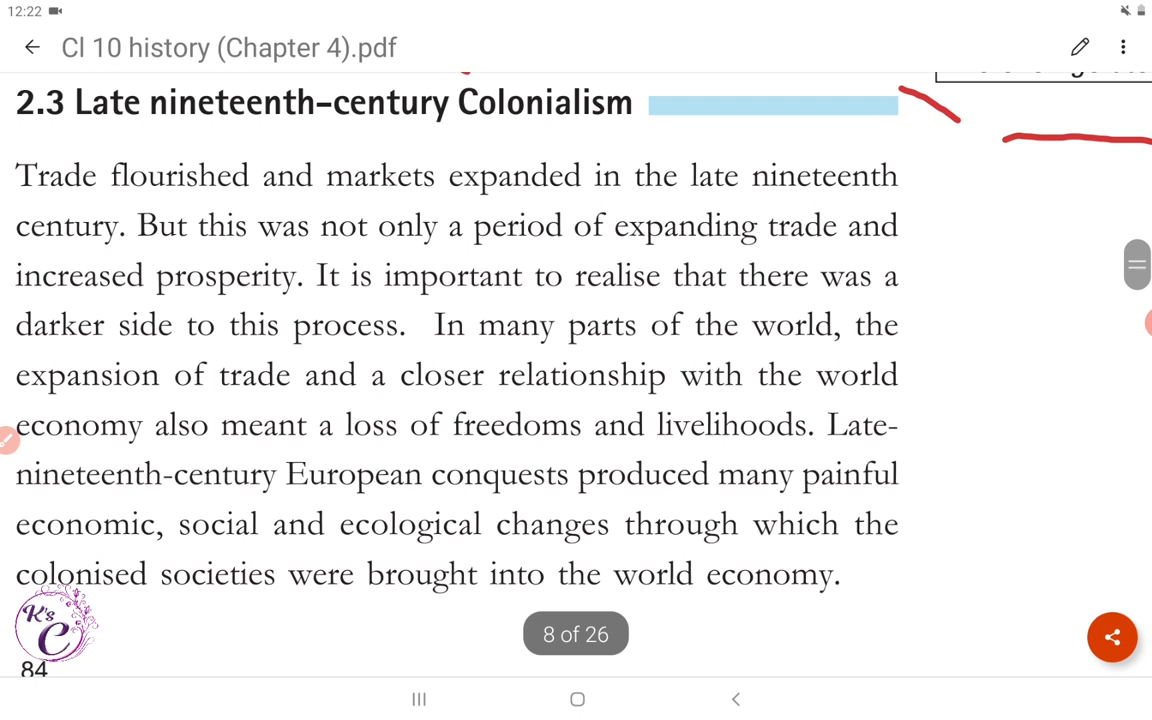 12:22
Cl 10 history (Chapter 4).pdf
2.3 Late nineteenth-century Colonialism
Trade flourished and markets expanded in the late nineteenth
century. But this was not only a period of expanding trade and
increased prosperity. It is important to realise that there was a
darker side to this process. In many parts of the world, the
expansion of trade and a closer relationship with the world
economy also meant a loss of freedoms and livelihoods. Late-
nineteenth-century European conquests produced many painful
economic, social and ecological changes through which the
colonised societies were brought into the world economy.
K's
C
8 of 26
84